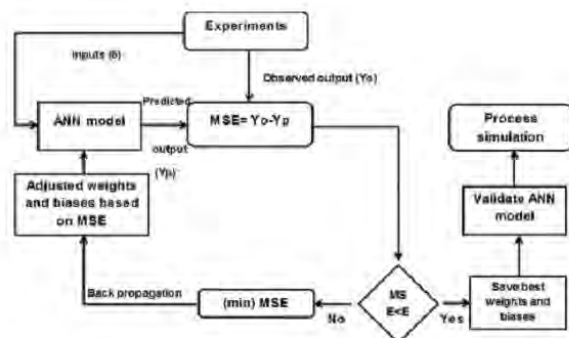 Experiments
Inputs (6)
Observed output (Yo)
ANN model
Predicted
output
(Yp)
MSE= Yo-Yp
Process
simulation
Adjusted weights
and biases based
on MSE
Validate ANN
model
Back propagation
(min) MSE
No
MS
E<E
Yes
Save best
weights and
biases